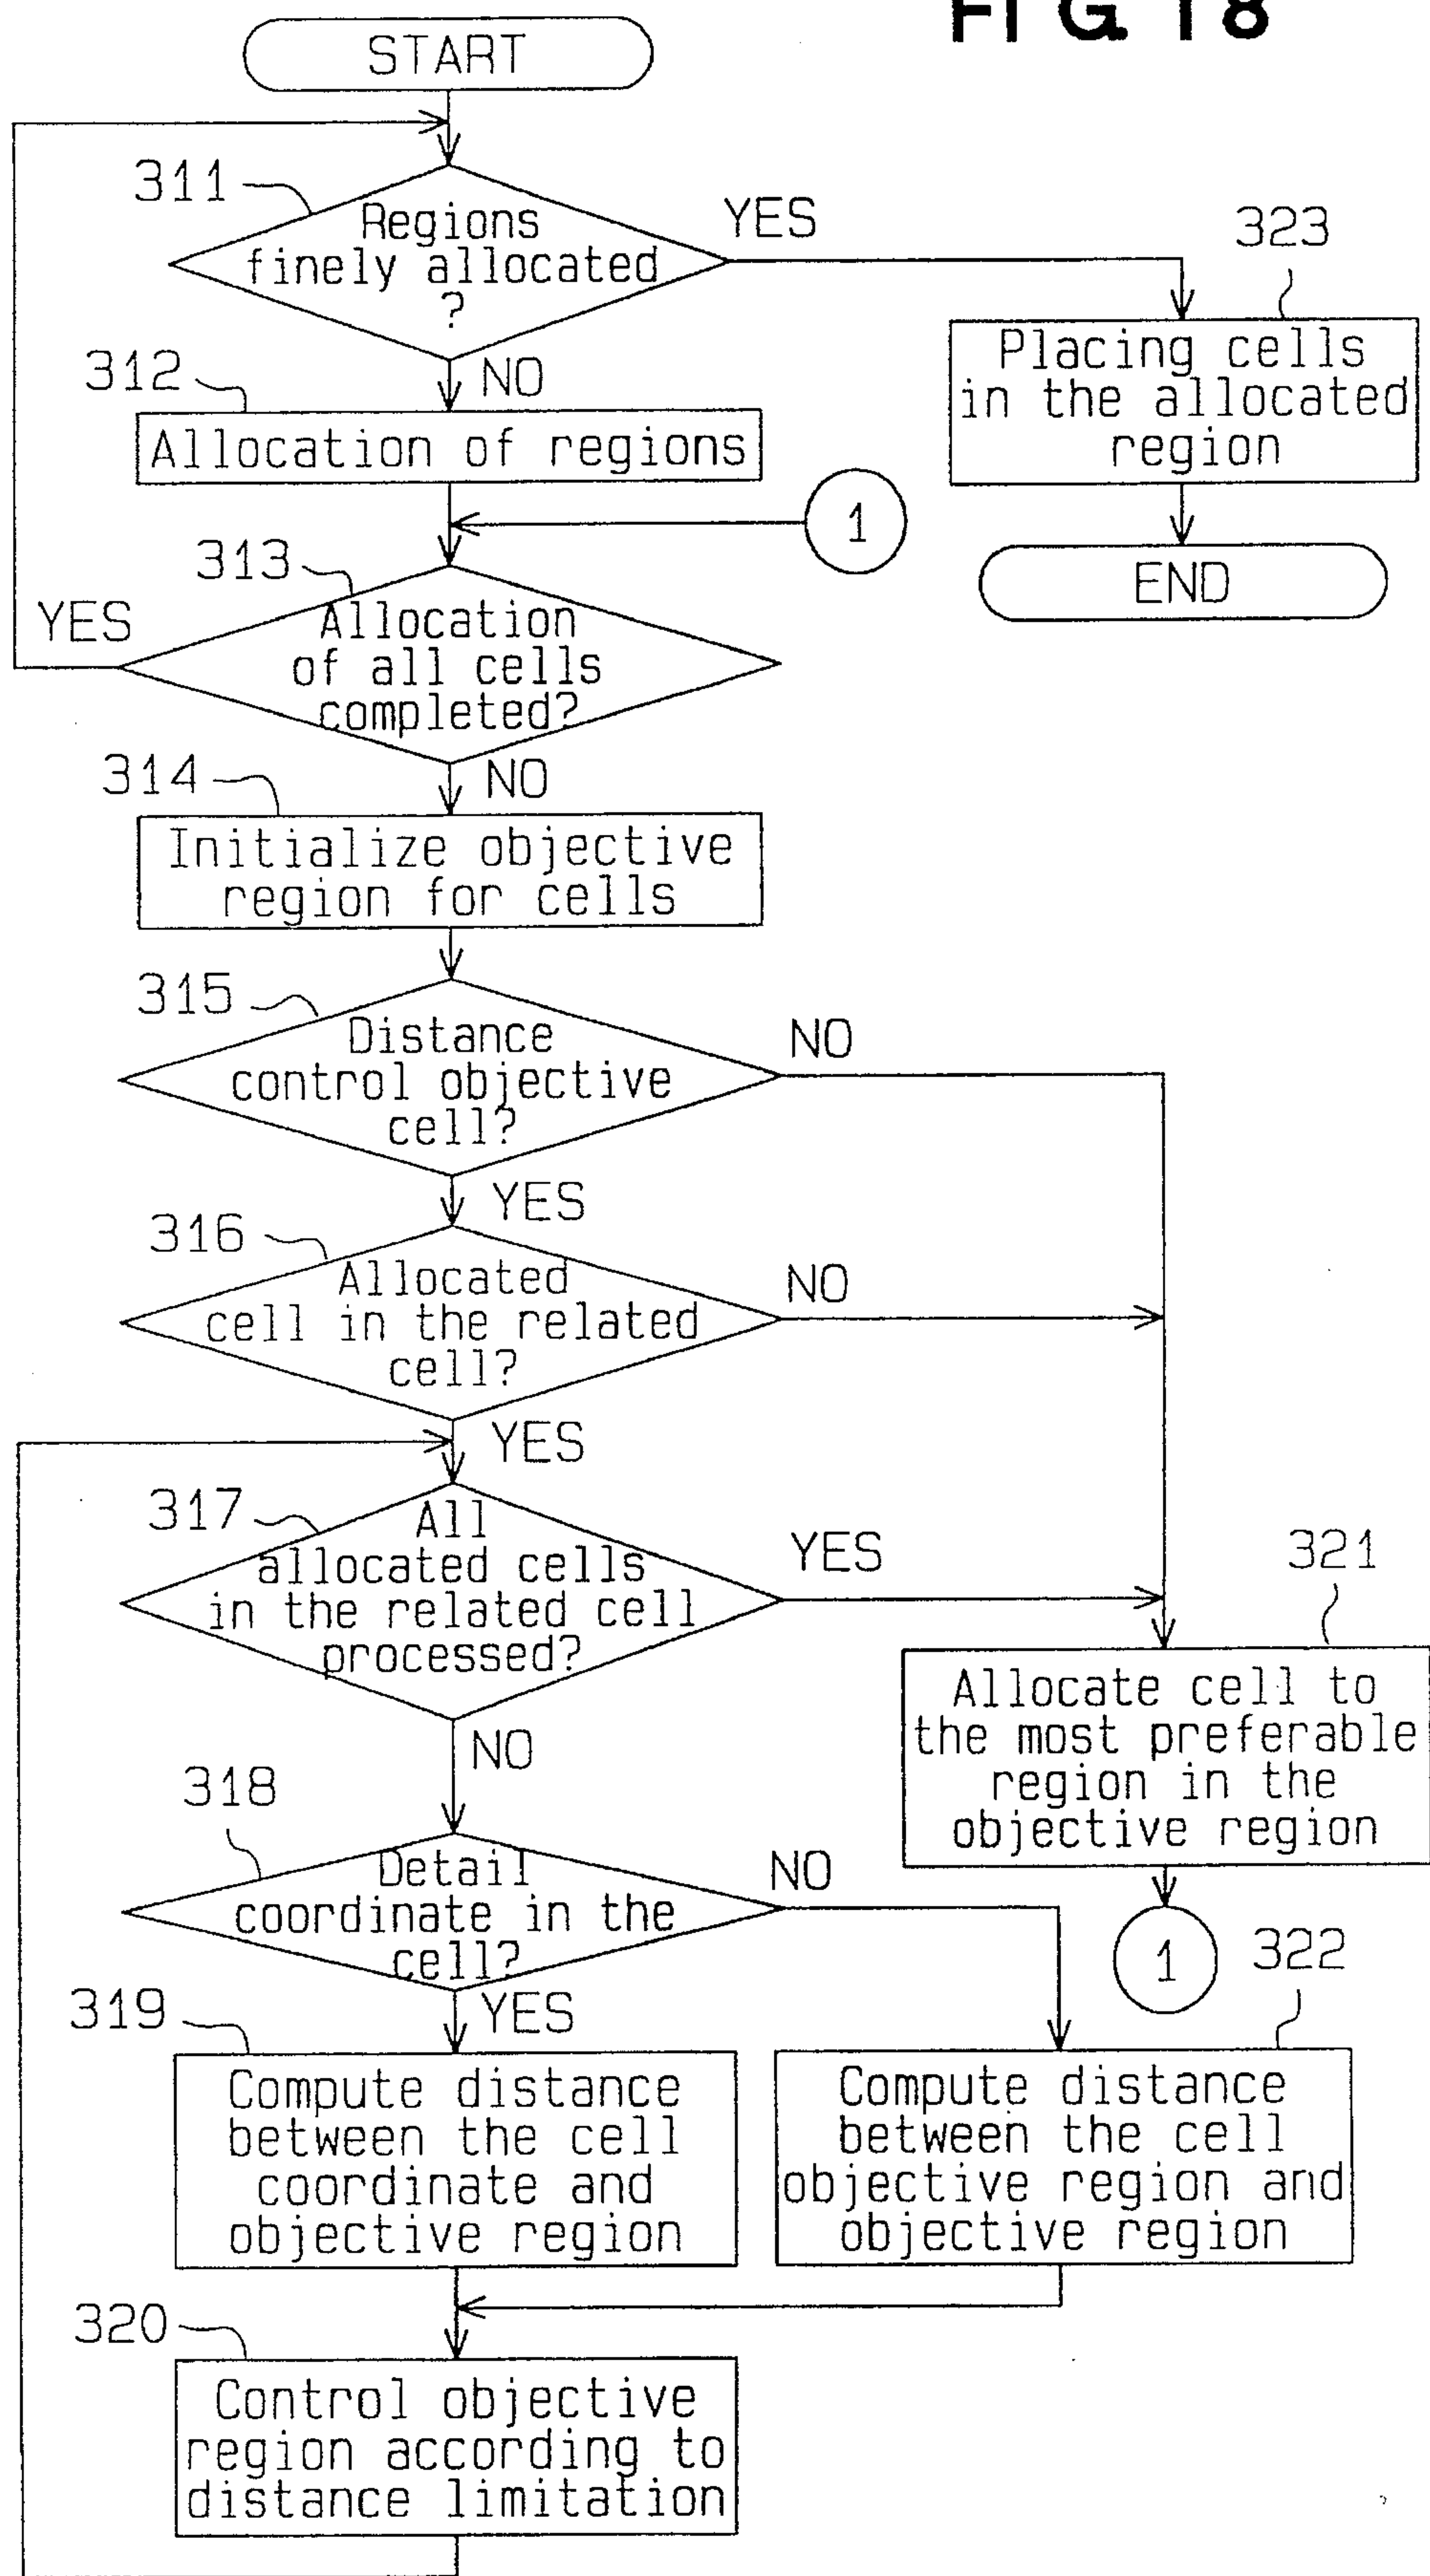 FIG 18
START
311
Regions
finely allocated
?
YES
NO
323
Placing cells
in the allocated
region
END
312
Allocation of regions
1
313
Allocation
of all cells
completed?
YES
NO
314
Initialize objective
region for cells
315
Distance
control objective
cell?
NO
YES
316
Allocated
cell in the related
cell?
NO
YES
317
All
allocated cells
in the related cell
processed?
YES
NO
321
Allocate cell to
the most preferable
region in the
objective region
1
318
Detail
coordinate in the
cell?
NO
YES
319
Compute distance
between the cell
coordinate and
objective region
322
Compute distance
between the cell
objective region and
objective region
320
Control objective
region according to
distance limitation